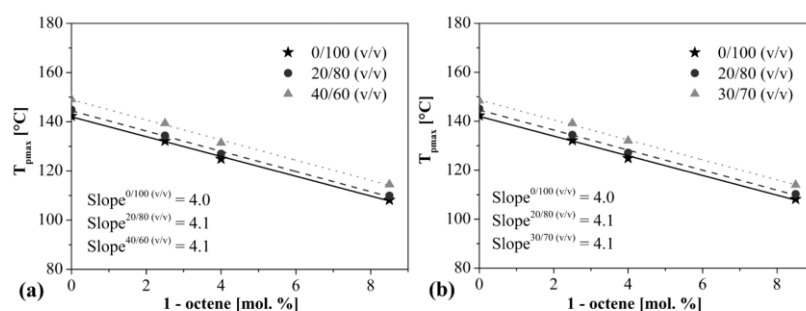 180
160
140
120
100
80
T_pmax [°C]
0/100 (v/v)
20/80 (v/v)
40/60 (v/v)
Slope^0/100 (v/v) = 4.0
Slope^20/80 (v/v) = 4.1
Slope^40/60 (v/v) = 4.1
0 2 4 6 8
(a)
1 - octene [mol. %]
180
160
140
120
100
80
T_pmax [°C]
0/100 (v/v)
20/80 (v/v)
30/70 (v/v)
Slope^0/100 (v/v) = 4.0
Slope^20/80 (v/v) = 4.1
Slope^30/70 (v/v) = 4.1
0 2 4 6 8
(b)
1 - octene [mol. %]